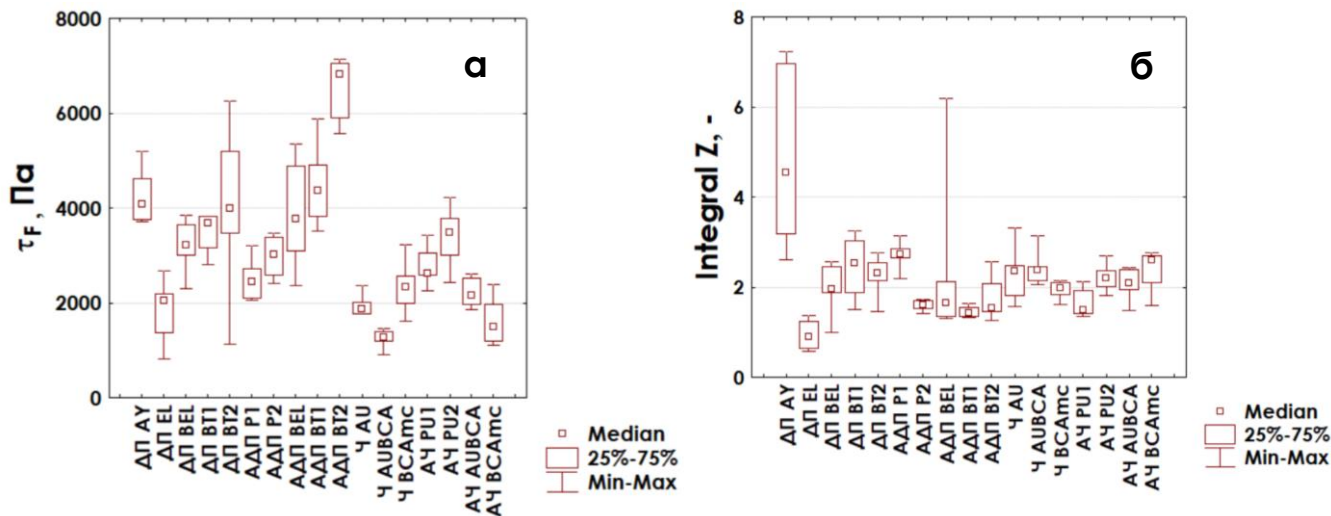 а
8000
6000
4000
2000
0
τF, Па
ДП AY
ДП EL
ДП BEL
ДП BT1
ДП BT2
АДП P1
АДП P2
АДП BEL
АДП BT1
АДП BT2
Ч AU
Ч AUBCA
Ч BCAmc
АЧ PU1
АЧ PU2
АЧ AUBCA
АЧ BCAmc
Median
25%-75%
Min-Max
б
8
6
4
2
0
Integral Z, -
ДП AY
ДП EL
ДП BEL
ДП BT1
ДП BT2
АДП P1
АДП P2
АДП BEL
АДП BT1
АДП BT2
Ч AU
Ч AUBCA
Ч BCAmc
АЧ PU1
АЧ PU2
АЧ AUBCA
АЧ BCAmc
Median
25%-75%
Min-Max